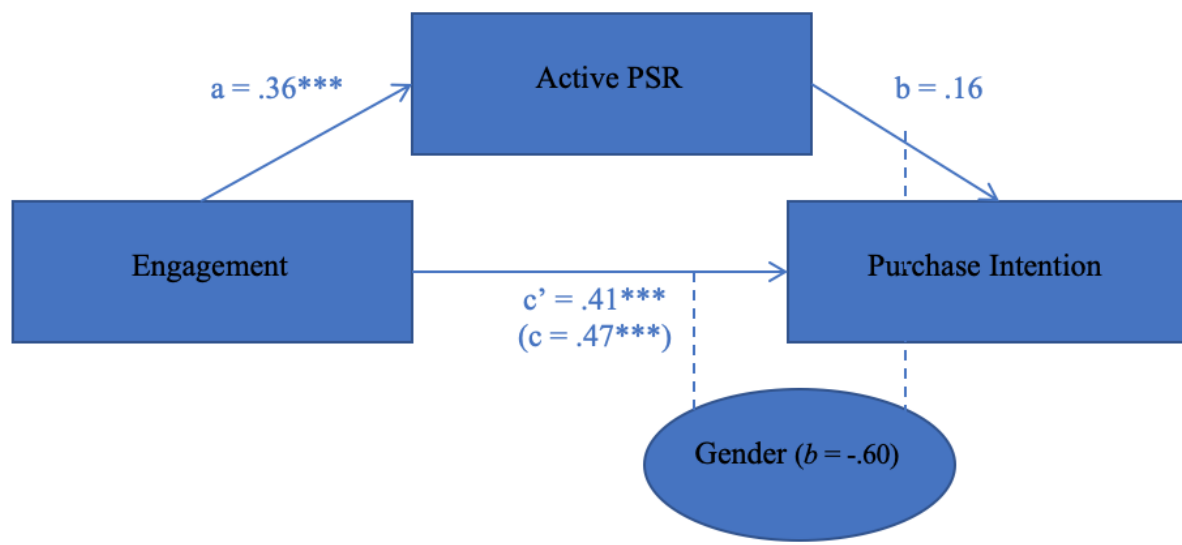 Active PSR
a = .36***
b = .16
Engagement
Purchase Intention
c’ = .41***
(c = .47***)
Gender (b = -.60)